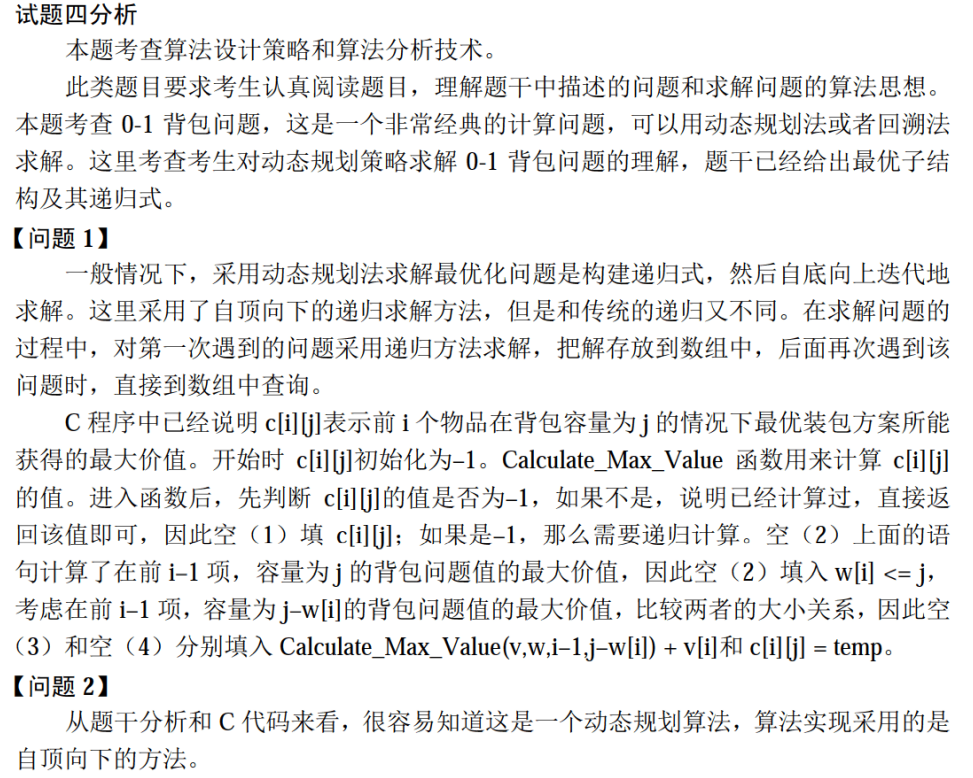 试题四分析
本题考查算法设计策略和算法分析技术。
此类题目要求考生认真阅读题目，理解题干中描述的问题和求解问题的算法思想。
本题考查 0-1 背包问题，这是一个非常经典的计算问题，可以用动态规划法或者回溯法
求解。这里考查考生对动态规划策略求解 0-1 背包问题的理解，题干已经给出最优子结
构及其递归式。
【问题 1】
一般情况下，采用动态规划法求解最优化问题是构建递归式，然后自底向上迭代地
求解。这里采用了自顶向下的递归求解方法，但是和传统的递归又不同。在求解问题的
过程中，对第一次遇到的问题采用递归方法求解，把解存放到数组中，后面再次遇到该
问题时，直接到数组中查询。
C 程序中已经说明 c[i][j]表示前 i 个物品在背包容量为 j 的情况下最优装包方案所能
获得的最大价值。开始时 c[i][j]初始化为–1。Calculate_Max_Value 函数用来计算 c[i][j]
的值。进入函数后，先判断 c[i][j]的值是否为–1，如果不是，说明已经计算过，直接返
回该值即可，因此空（1）填 c[i][j]；如果是–1，那么需要递归计算。空（2）上面的语
句计算了在前 i–1 项，容量为 j 的背包问题值的最大价值，因此空（2）填入 w[i] <= j，
考虑在前 i–1 项，容量为 j–w[i]的背包问题值的最大价值，比较两者的大小关系，因此空
（3）和空（4）分别填入 Calculate_Max_Value(v,w,i–1,j–w[i]) + v[i]和 c[i][j] = temp。
【问题 2】
从题干分析和 C 代码来看，很容易知道这是一个动态规划算法，算法实现采用的是
自顶向下的方法。